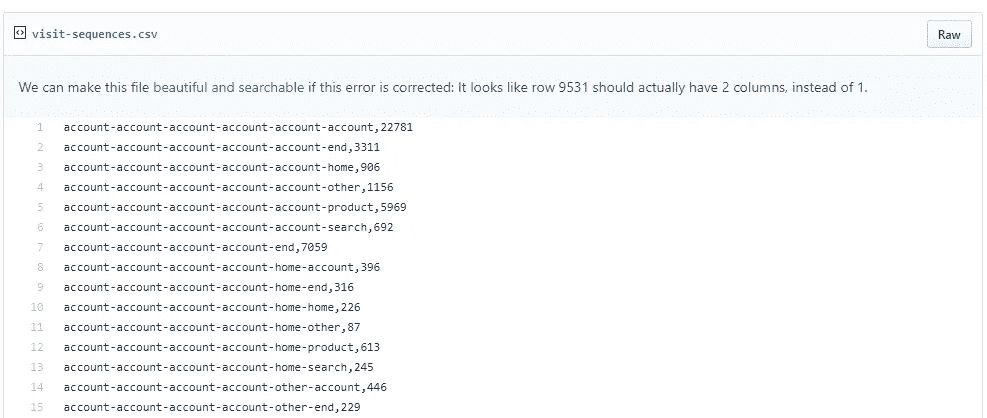 visit-sequences.csv
Raw
We can make this file beautiful and searchable if this error is corrected: It looks like row 9531 should actually have 2 columns, instead of 1.
1 account-account-account-account-account-account,22781
2 account-account-account-account-account-end,3311
3 account-account-account-account-account-home,906
4 account-account-account-account-account-other,1156
5 account-account-account-account-account-product,5969
6 account-account-account-account-account-search,692
7 account-account-account-account-end,7059
8 account-account-account-account-home-account,396
9 account-account-account-account-home-end,316
10 account-account-account-account-home-home,226
11 account-account-account-account-home-other,87
12 account-account-account-account-home-product,613
13 account-account-account-account-home-search,245
14 account-account-account-account-other-account,446
15 account-account-account-account-other-end,229